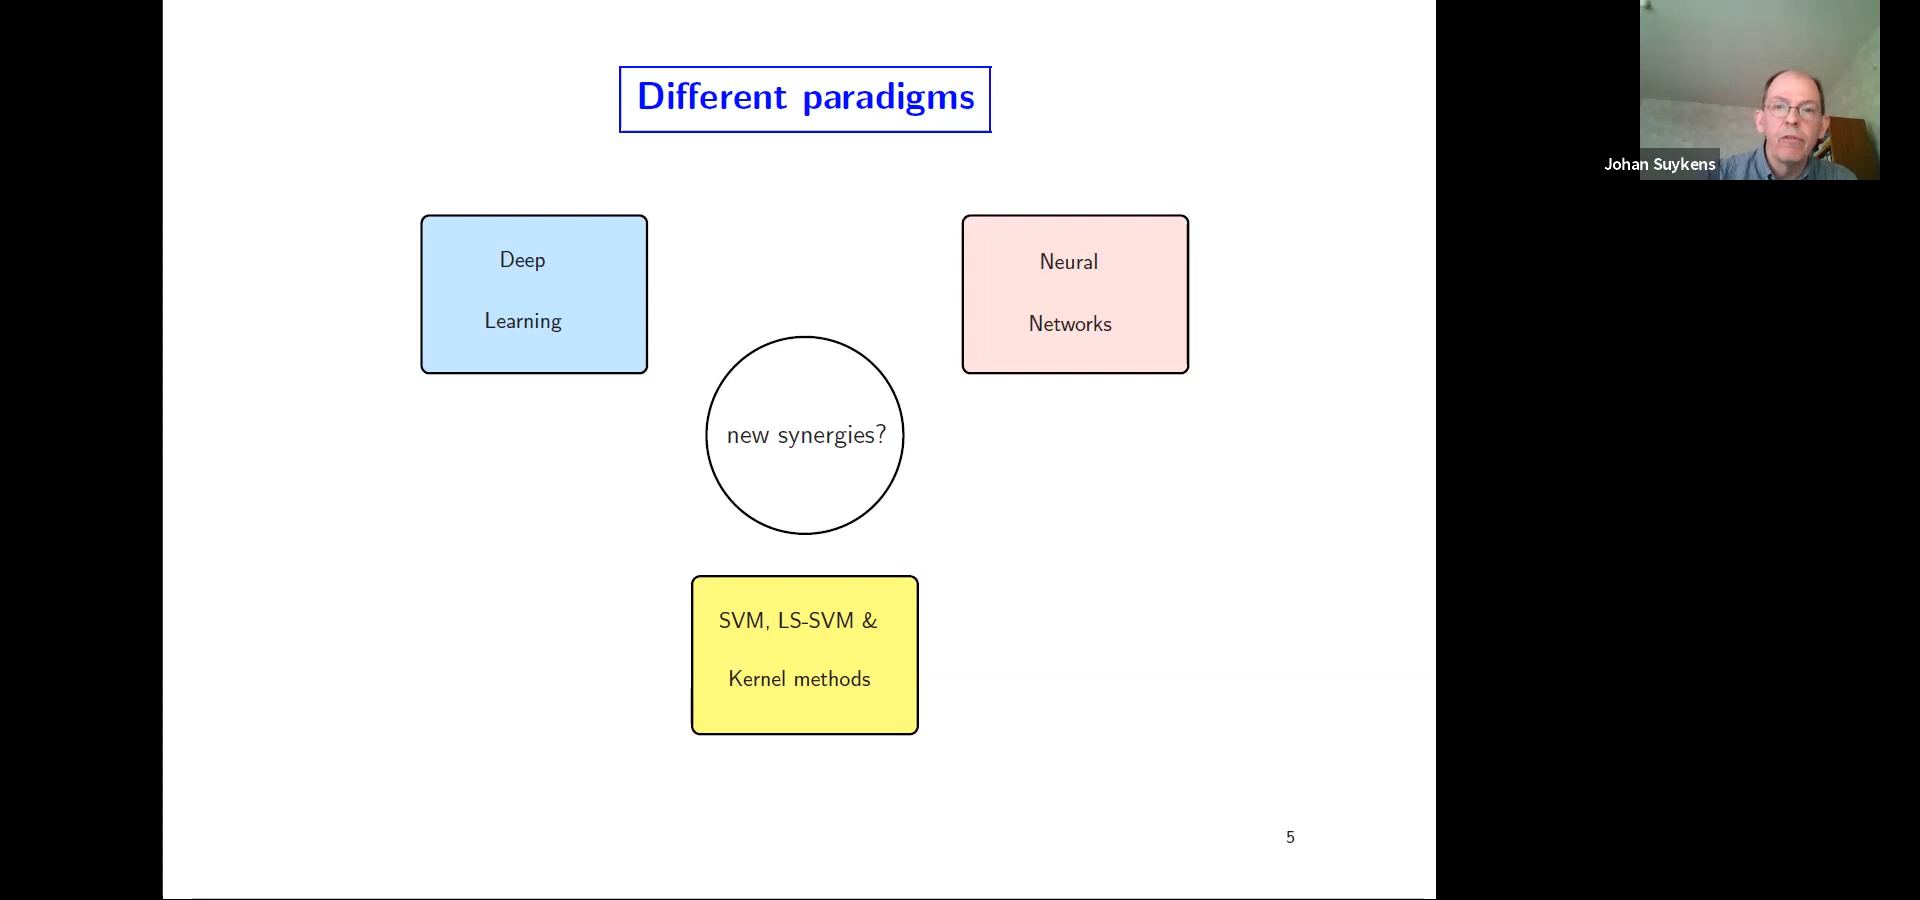 Different paradigms
Johan Suykens
Deep
Learning
Neural
Networks
new synergies?
SVM, LS-SVM &
Kernel methods
5